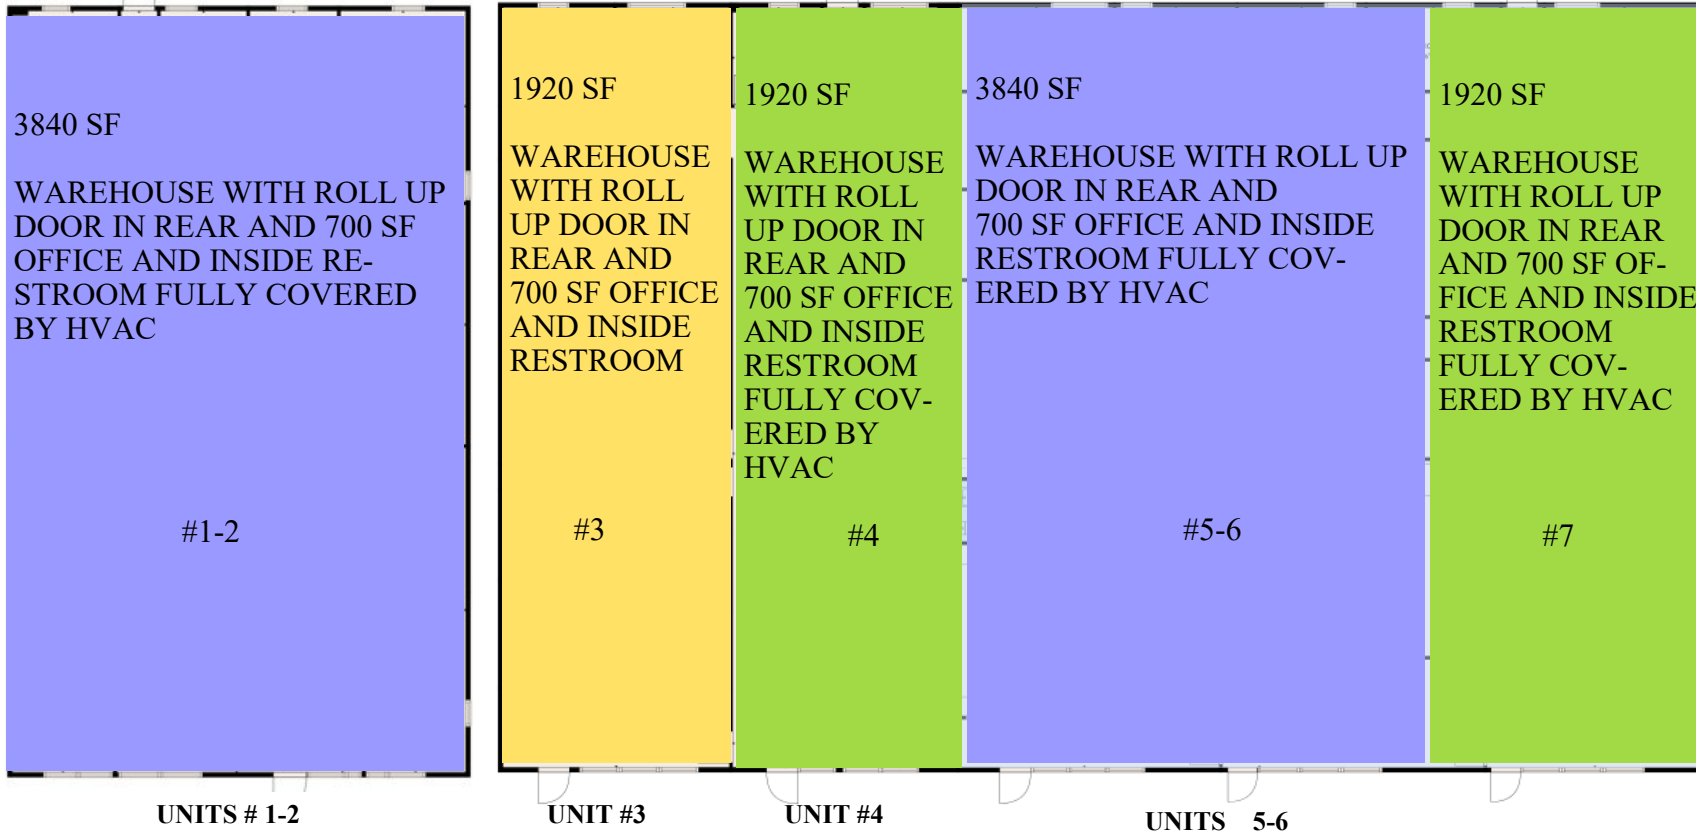 3840 SF
WAREHOUSE WITH ROLL UP
DOOR IN REAR AND 700 SF
OFFICE AND INSIDE RE-
STROOM FULLY COVERED
BY HVAC
#1-2
UNITS # 1-2
1920 SF
WAREHOUSE
WITH ROLL
UP DOOR IN
REAR AND
700 SF OFFICE
AND INSIDE
RESTROOM
#3
UNIT #3
1920 SF
WAREHOUSE
WITH ROLL
UP DOOR IN
REAR AND
700 SF OFFICE
AND INSIDE
RESTROOM
FULLY COV-
ERED BY
HVAC
#4
UNIT #4
3840 SF
WAREHOUSE WITH ROLL UP
DOOR IN REAR AND
700 SF OFFICE AND INSIDE
RESTROOM FULLY COV-
ERED BY HVAC
#5-6
UNITS 5-6
1920 SF
WAREHOUSE
WITH ROLL UP
DOOR IN REAR
AND 700 SF OF-
FICE AND INSIDE
RESTROOM
FULLY COV-
ERED BY HVAC
#7